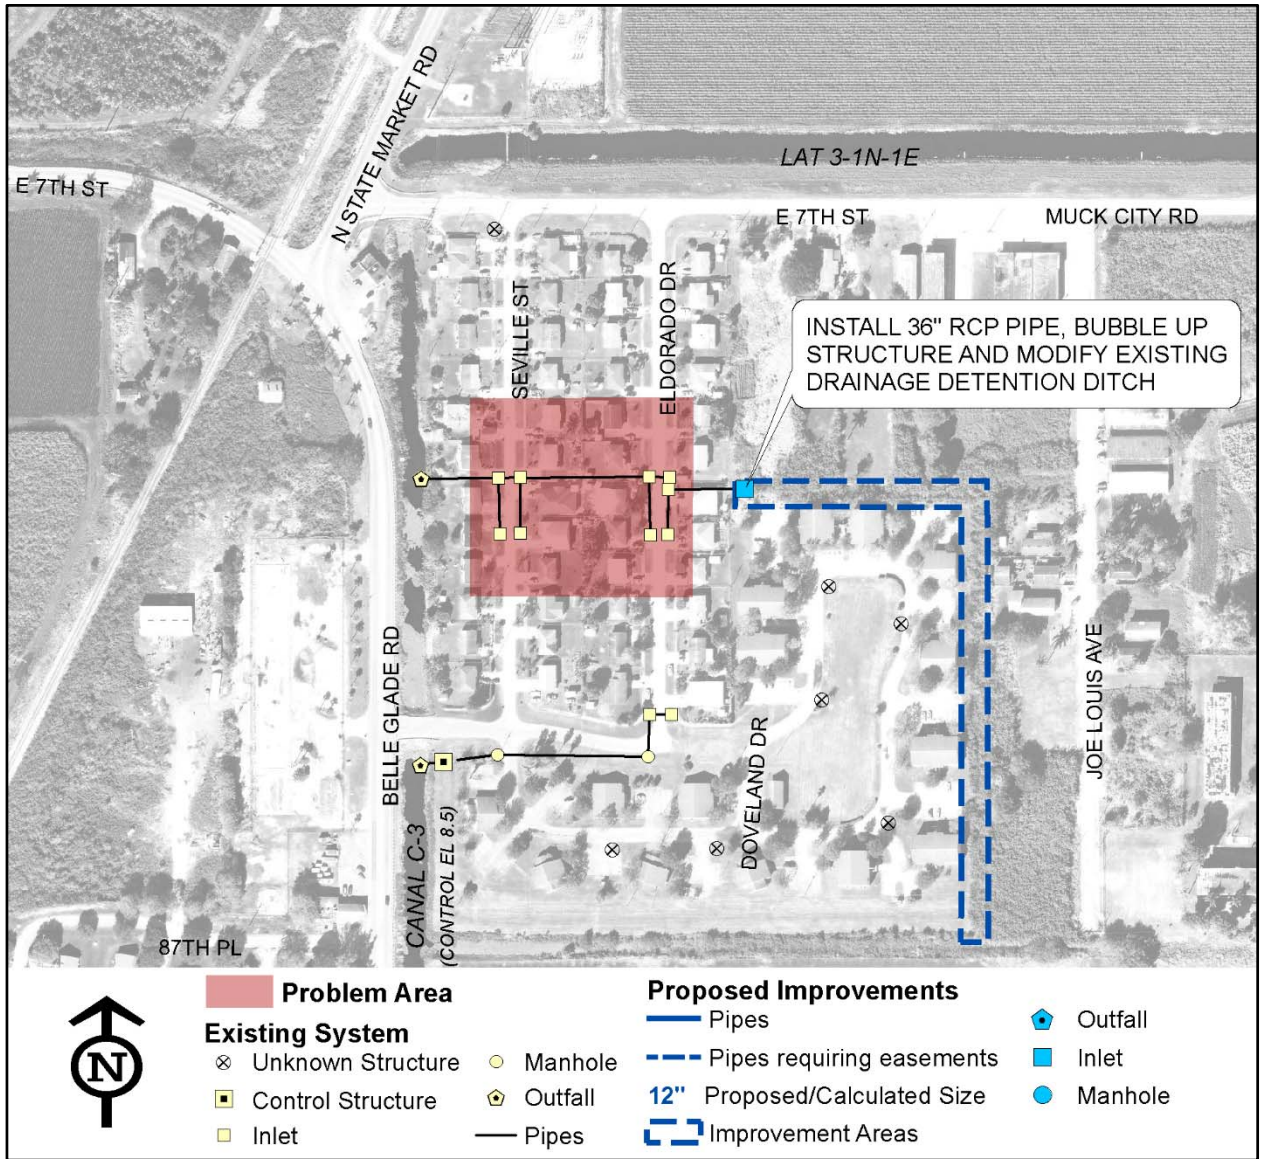 N STATE MARKET RD
LAT 3-1N-1E
E 7TH ST
E 7TH ST
MUCK CITY RD
SEVILLE ST
ELDORADO DR
INSTALL 36" RCP PIPE, BUBBLE UP
STRUCTURE AND MODIFY EXISTING
DRAINAGE DETENTION DITCH
BELLE GLADE RD
DOVELAND DR
JOE LOUIS AVE
CANAL C-3
(CONTROL EL 8.5)
87TH PL
N
Problem Area
Existing System
Unknown Structure
Manhole
Control Structure
Outfall
Inlet
Pipes
Proposed Improvements
Pipes
Outfall
Pipes requiring easements
Inlet
12" Proposed/Calculated Size
Manhole
Improvement Areas